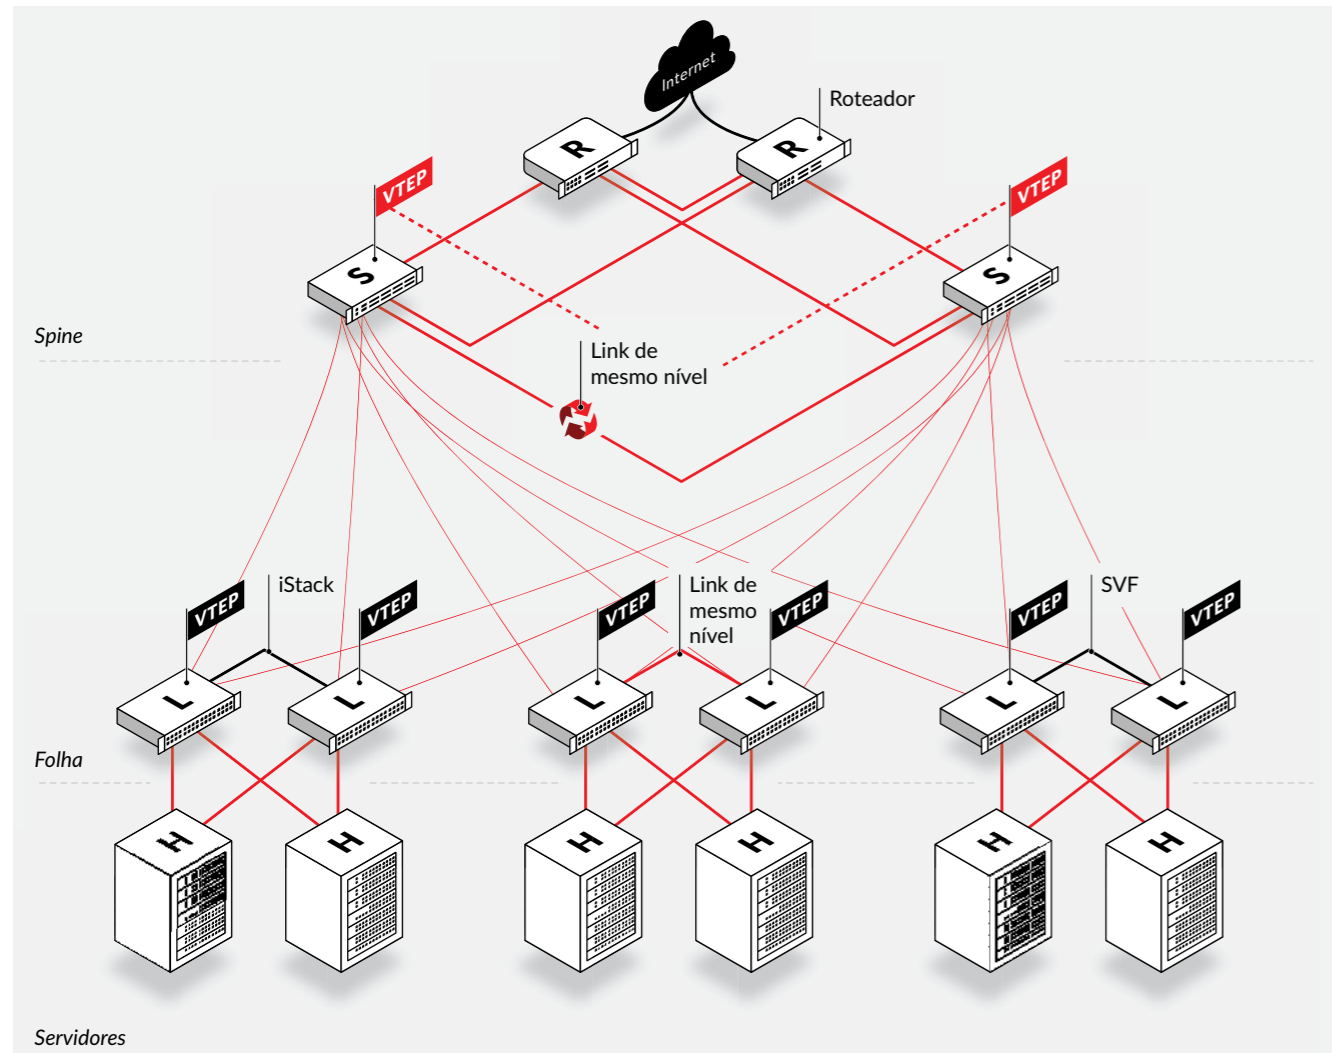 Internet
Roteador
R
R
VTEP
VTEP
S
S
Spine
Link de
mesmo nível
iStack
Link de
mesmo
nível
SVF
VTEP
VTEP
VTEP
VTEP
VTEP
VTEP
L
L
L
L
L
L
Folha
H
H
H
H
H
H
Servidores